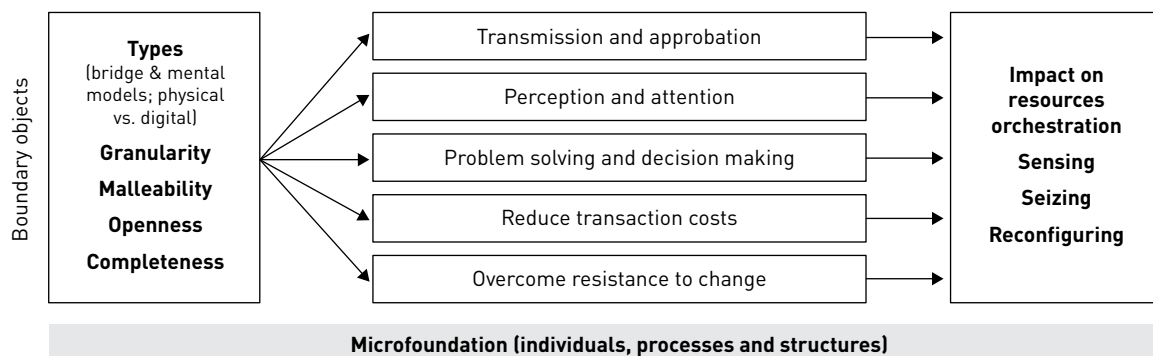 Boundary objects
Types
(bridge & mental
models; physical
vs. digital)
Granularity
Malleability
Openness
Completeness
Transmission and approbation
Perception and attention
Problem solving and decision making
Reduce transaction costs
Overcome resistance to change
Impact on
resources
orchestration
Sensing
Seizing
Reconfiguring
Microfoundation (individuals, processes and structures)